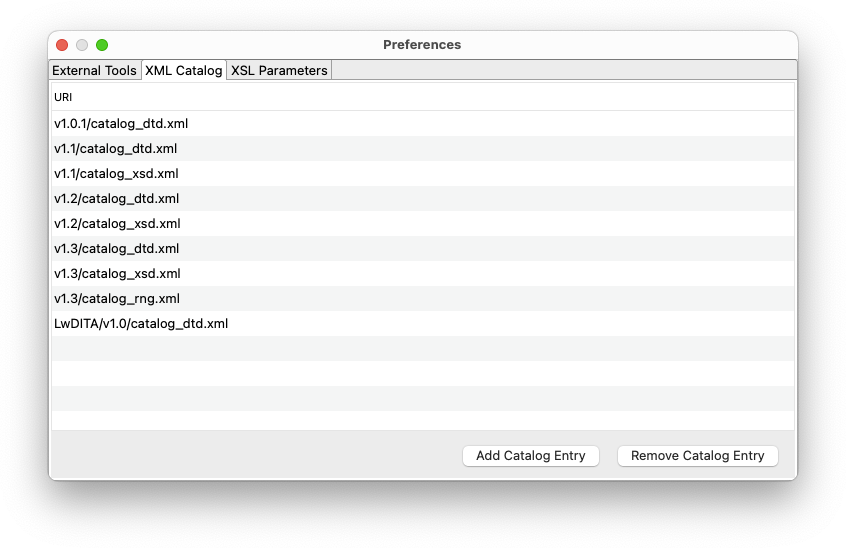 Preferences
External Tools XML Catalog XSL Parameters
URI
v1.0.1/catalog_dtd.xml
v1.1/catalog_dtd.xml
v1.1/catalog_xsd.xml
v1.2/catalog_dtd.xml
v1.2/catalog_xsd.xml
v1.3/catalog_dtd.xml
v1.3/catalog_xsd.xml
v1.3/catalog_rng.xml
LwDITA/v1.0/catalog_dtd.xml
Add Catalog Entry Remove Catalog Entry